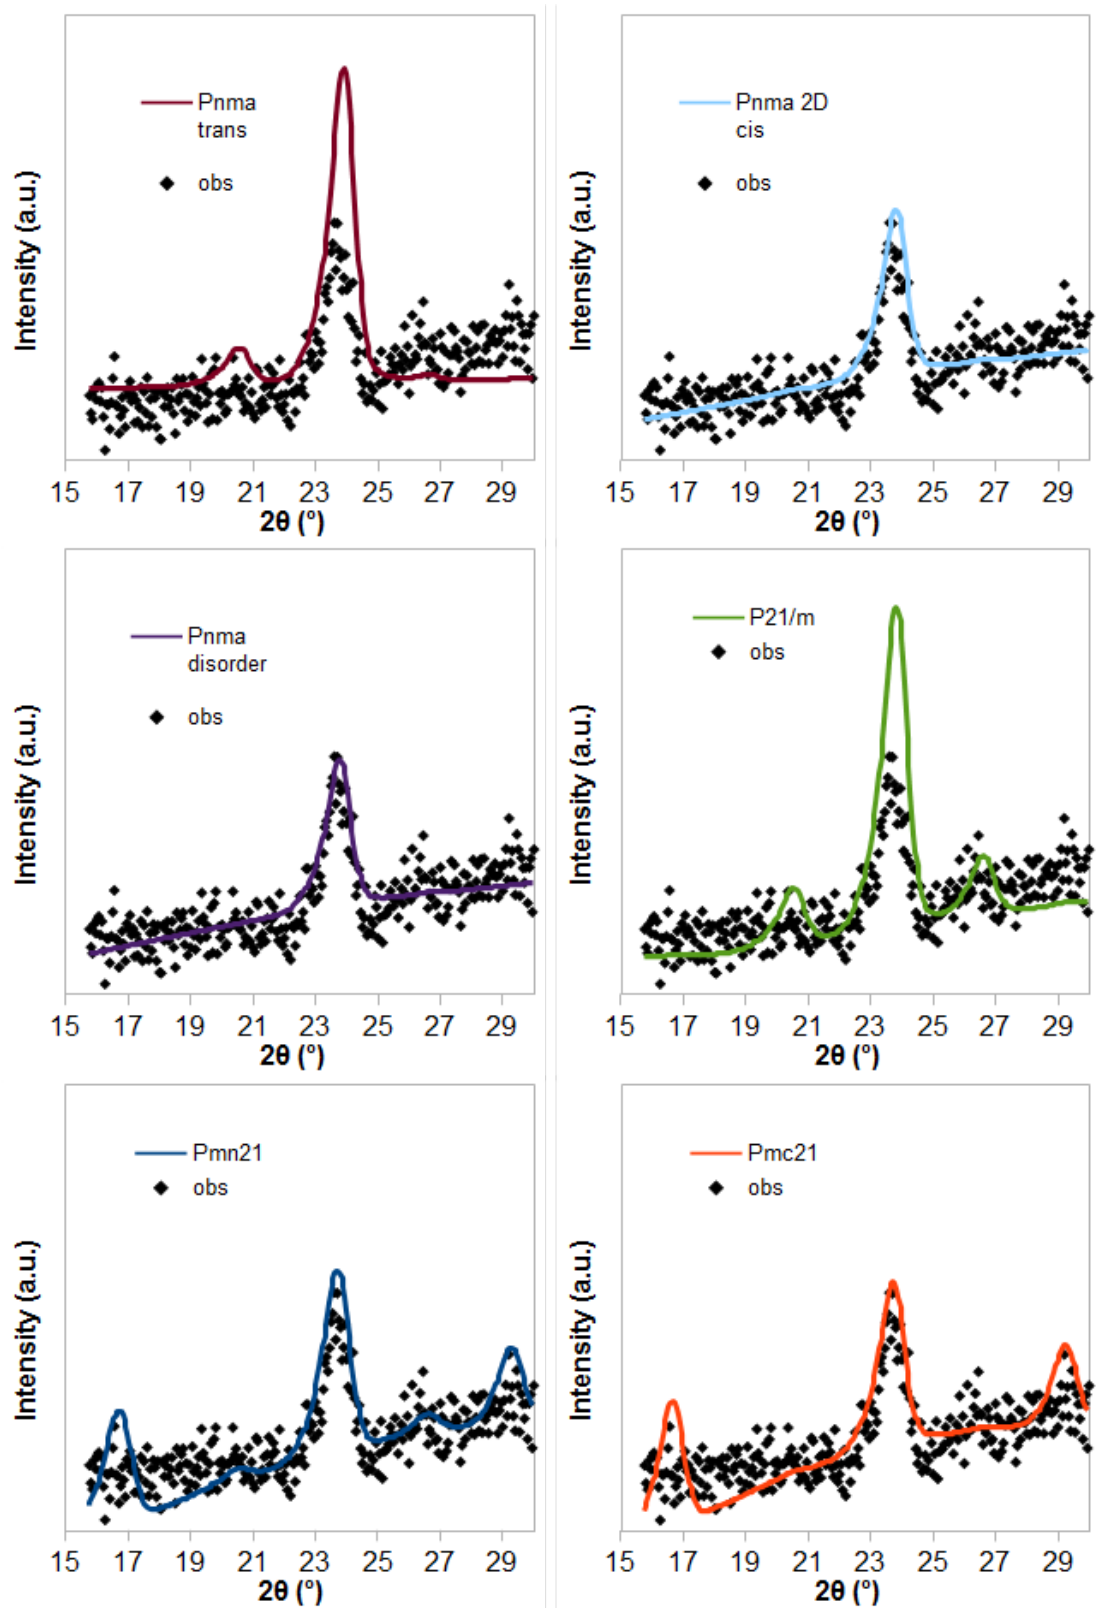 Intensity (a.u.)
Pnma
trans
obs
15 17 19 21 23 25 27 29
2θ (°)
Intensity (a.u.)
Pnma 2D
cis
obs
15 17 19 21 23 25 27 29
2θ (°)
Intensity (a.u.)
Pnma
disorder
obs
15 17 19 21 23 25 27 29
2θ (°)
Intensity (a.u.)
P21/m
obs
15 17 19 21 23 25 27 29
2θ (°)
Intensity (a.u.)
Pmn21
obs
15 17 19 21 23 25 27 29
2θ (°)
Intensity (a.u.)
Pmc21
obs
15 17 19 21 23 25 27 29
2θ (°)